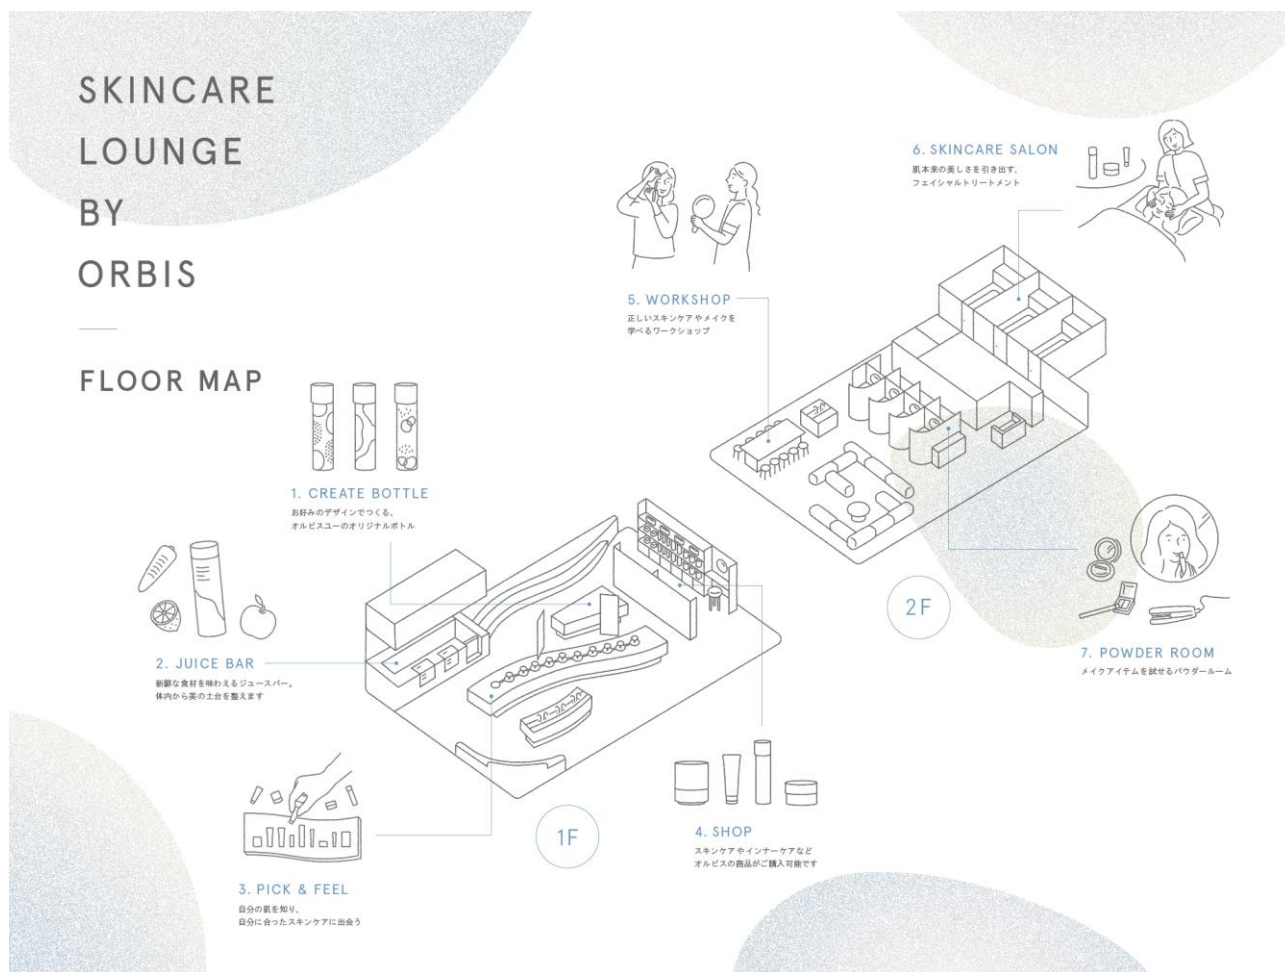 SKINCARE
LOUNGE
BY
ORBIS
FLOOR MAP
1. CREATE BOTTLE
お好みのデザインでつくる、
オルビスユーのオリジナルボトル
2. JUICE BAR
新鮮な食材を味わえるジュースバー。
体内から美の土台を整えます
3. PICK & FEEL
自分の肌を知り、
自分に合ったスキンケアに出会う
1F
4. SHOP
スキンケアやインナーケアなど
オルビスの商品がご購入可能です
5. WORKSHOP
正しいスキンケアやメイクを
学べるワークショップ
6. SKINCARE SALON
肌本来の美しさを引き出す、
フェイシャルトリートメント
2F
7. POWDER ROOM
メイクアイテムを試せるパウダールーム